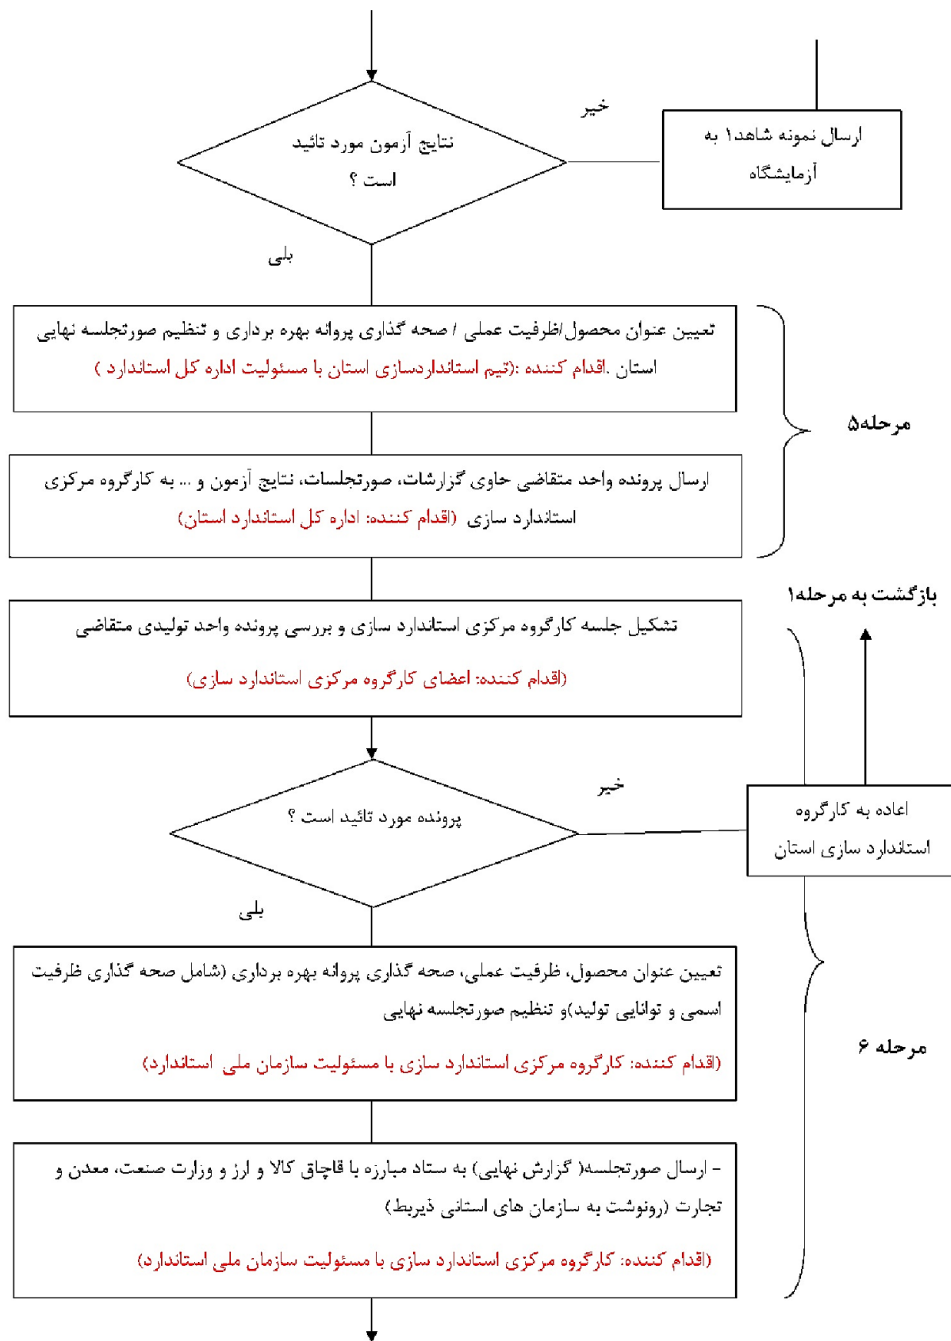 خیر
ارسال نمونه شاهد۱ به
آزمایشگاه
نتایج آزمون مورد تائید
است ؟
بلی
تعیین عنوان محصول/ظرفیت عملی / صحه گذاری پروانه بهره برداری و تنظیم صورتجلسه نهایی
استان .اقدام کننده :(تیم استانداردسازی استان با مسئولیت اداره کل استاندارد )
مرحله۵
ارسال پرونده واحد متقاضی حاوی گزارشات، صورتجلسات، نتایج آزمون و ... به کارگروه مرکزی
استاندارد سازی (اقدام کننده: اداره کل استاندارد استان)
بازگشت به مرحله۱
تشکیل جلسه کارگروه مرکزی استاندارد سازی و بررسی پرونده واحد تولیدی متقاضی
(اقدام کننده: اعضای کارگروه مرکزی استاندارد سازی)
خیر
پرونده مورد تائید است ؟
اعاده به کارگروه
استاندارد سازی استان
بلی
تعیین عنوان محصول، ظرفیت عملی، صحه گذاری پروانه بهره برداری (شامل صحه گذاری ظرفیت
اسمی و توانایی تولید)و تنظیم صورتجلسه نهایی
(اقدام کننده: کارگروه مرکزی استاندارد سازی با مسئولیت سازمان ملی استاندارد)
مرحله ۶
- ارسال صورتجلسه( گزارش نهایی) به ستاد مبارزه با قاچاق کالا و ارز و وزارت صنعت، معدن و
تجارت (رونوشت به سازمان های استانی ذیربط)
(اقدام کننده: کارگروه مرکزی استاندارد سازی با مسئولیت سازمان ملی استاندارد)